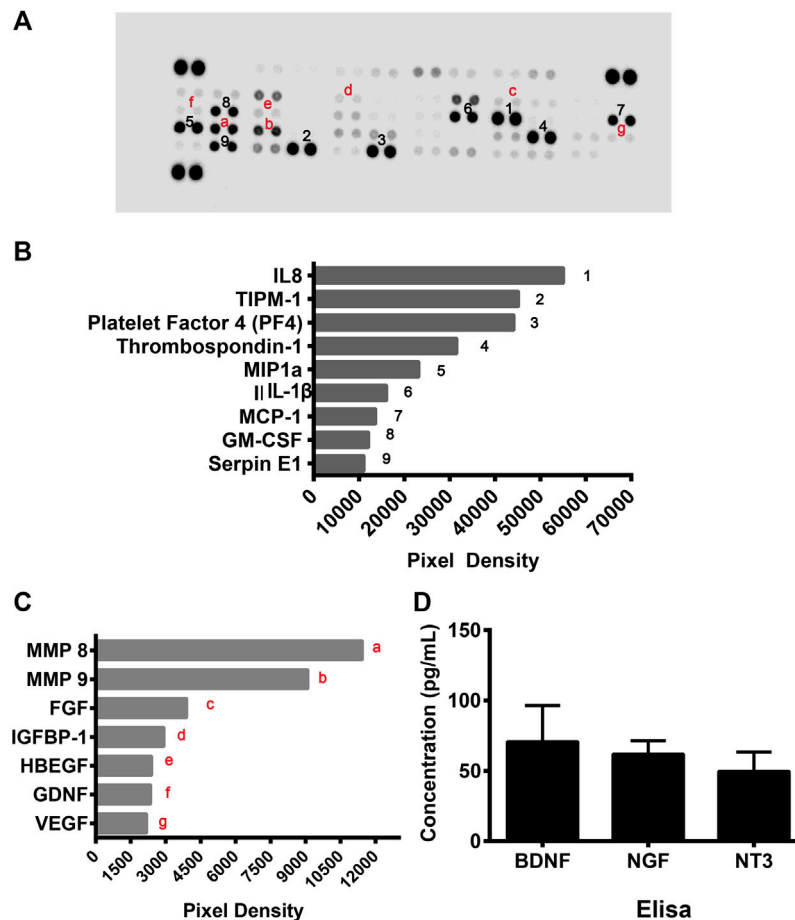 A
d
c
f
8
e
6
1
7
5
a
b
4
g
9
2
3
B
IL8 1
TIPM-1 2
Platelet Factor 4 (PF4) 3
Thrombospondin-1 4
MIP1a 5
IL-1β 6
MCP-1 7
GM-CSF 8
Serpin E1 9
0 10000 20000 30000 40000 50000 60000 70000
Pixel Density
C
MMP 8 a
MMP 9 b
FGF c
IGFBP-1 d
HBEGF e
GDNF f
VEGF g
0 1500 3000 4500 6000 7500 9000 10500 12000
Pixel Density
D
Concentration (pg/mL)
150
100
50
0
BDNF NGF NT3
Elisa